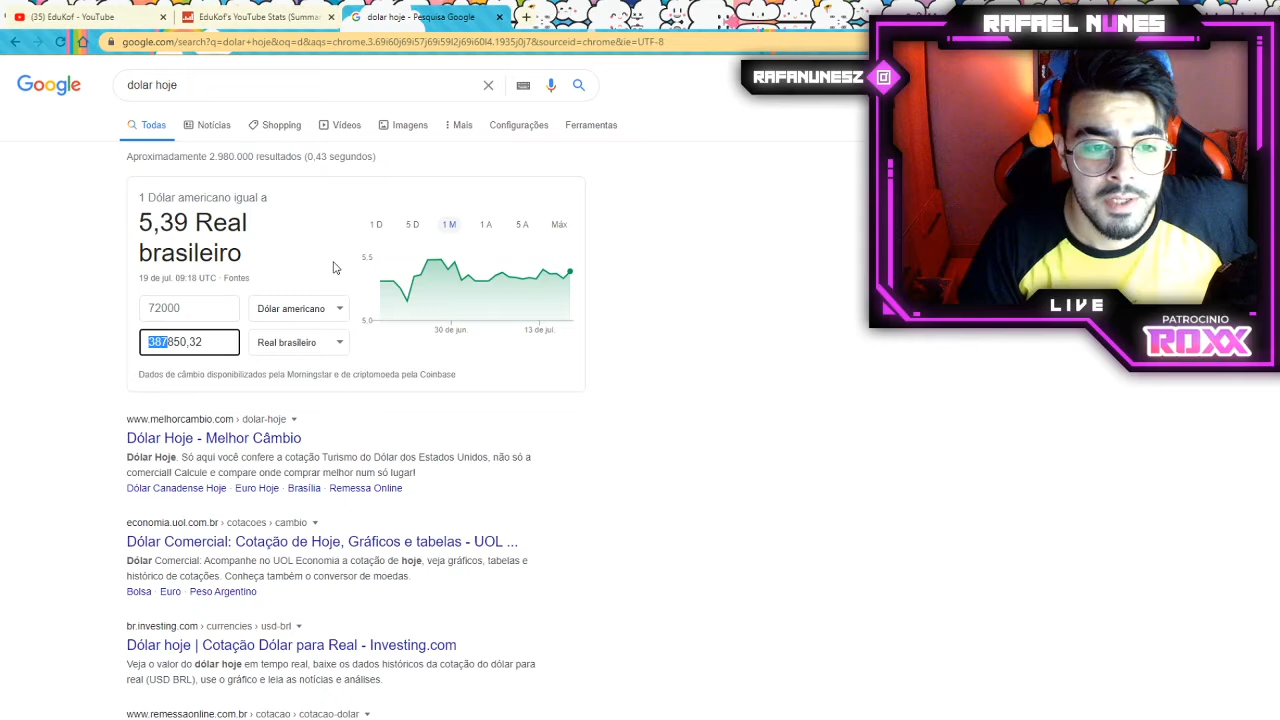 (35) EduKof - YouTube
EduKof's YouTube Stats (Summa
dolar hoje - Pesquisa Google
google.com/search?q=dolar+hoje&oq=d&aqs=chrome.3.69i60j69i57j69i59l2j69i60l4.1935j0j7&sourceid=chrome&ie=UTF-8
RAFAEL NUNES
RAFANUNESZ
Google
dolar hoje
Todas
Notícias
Shopping
Vídeos
Imagens
Mais
Configurações
Ferramentas
Aproximadamente 2.980.000 resultados (0,43 segundos)
1 Dólar americano igual a
5,39 Real
brasileiro
19 de jul. 09:18 UTC · Fontes
1 D
5 D
1 M
1 A
5 A
Máx
5.5
5.0
30 de jun.
13 de jul.
72000
Dólar americano
387850,32
Real brasileiro
Dados de câmbio disponibilizados pela Morningstar e de criptomoeda pela Coinbase
LIVE
PATROCINIO
ROXX
www.melhorcambio.com › dolar-hoje
Dólar Hoje - Melhor Câmbio
Dólar Hoje. Só aqui você confere a cotação Turismo do Dólar dos Estados Unidos, não só a
comercial! Calcule e compare onde comprar melhor num só lugar!
Dólar Canadense Hoje · Euro Hoje · Brasília · Remessa Online
economia.uol.com.br › cotacoes › cambio
Dólar Comercial: Cotação de Hoje, Gráficos e tabelas - UOL ...
Dólar Comercial: Acompanhe no UOL Economia a cotação de hoje, veja gráficos, tabelas e
histórico de cotações. Conheça também o conversor de moedas.
Bolsa · Euro · Peso Argentino
br.investing.com › currencies › usd-brl
Dólar hoje | Cotação Dólar para Real - Investing.com
Veja o valor do dólar hoje em tempo real, baixe os dados históricos da cotação do dólar para
real (USD BRL), use o gráfico e leia as notícias e análises.
www.remessaonline.com.br › cotacao › cotacao-dolar